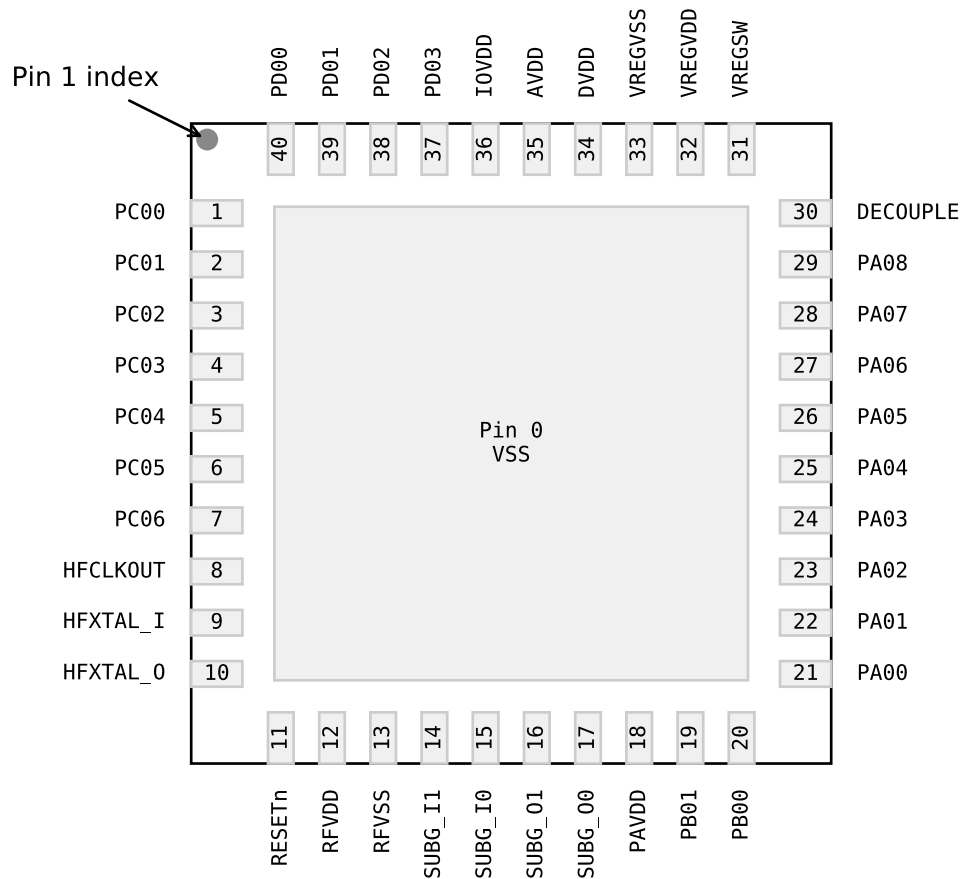 Pin 1 index
PD00
PD01
PD02
PD03
IOVDD
AVDD
DVDD
VREGVSS
VREGVDD
VREGSW
40
39
38
37
36
35
34
33
32
31
PC00 1 30 DECOUPLE
PC01 2 29 PA08
PC02 3 28 PA07
PC03 4 27 PA06
PC04 5 26 PA05
Pin 0
VSS
PC05 6 25 PA04
PC06 7 24 PA03
HFCLKOUT 8 23 PA02
HFXTAL_I 9 22 PA01
HFXTAL_O 10 21 PA00
11
12
13
14
15
16
17
18
19
20
RESETn
RFVDD
RFVSS
SUBG_I1
SUBG_I0
SUBG_O1
SUBG_O0
PAVDD
PB01
PB00